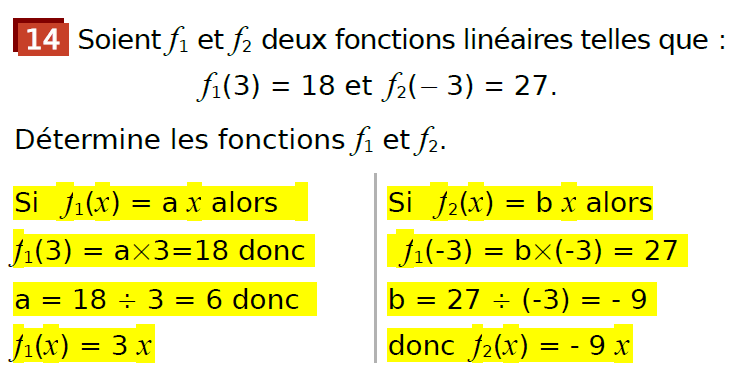 14 Soient f₁ et f₂ deux fonctions linéaires telles que :
f₁(3) = 18 et f₂(– 3) = 27.
Détermine les fonctions f₁ et f₂.
Si f₁(x) = a x alors
f₁(3) = a×3=18 donc
a = 18 ÷ 3 = 6 donc
f₁(x) = 3 x
Si f₂(x) = b x alors
f₁(-3) = b×(-3) = 27
b = 27 ÷ (-3) = - 9
donc f₂(x) = - 9 x